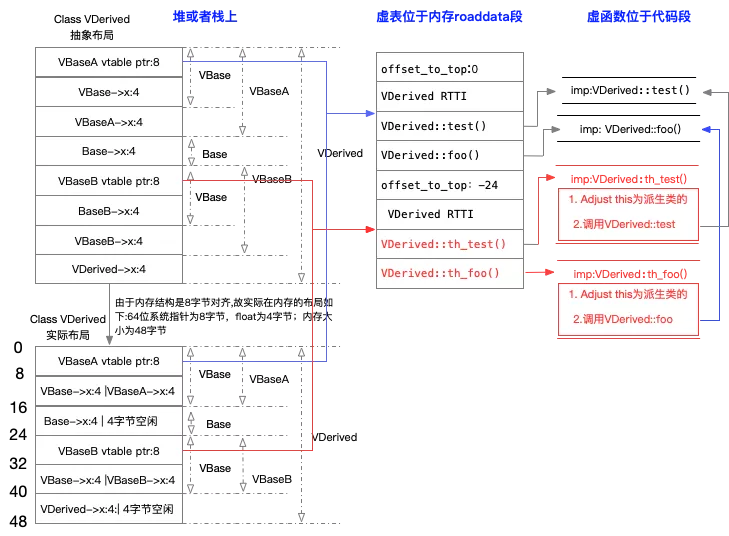 Class VDerived
抽象布局
堆或者栈上
虚表位于内存roaddata段
虚函数位于代码段
VBaseA vtable ptr:8
VBase->x:4
VBaseA->x:4
Base->x:4
VBaseB vtable ptr:8
BaseB->x:4
VBaseB->x:4
VDerived->x:4
VBase
VBaseA
Base
VBaseB
VBase
VDerived
offset_to_top:0
VDerived RTTI
VDerived::test()
VDerived::foo()
offset_to_top: -24
VDerived RTTI
VDerived::th_test()
VDerived::th_foo()
imp:VDerived::test()
imp: VDerived::foo()
imp:VDerived:th_test()
1. Adjust this为派生类的
2.调用VDerived::test
imp:VDerived:th_foo()
1. Adjust this为派生类的
2.调用VDerived::foo
由于内存结构是8字节对齐,故实际在内存的布局如
下:64位系统指针为8字节，float为4字节；内存大
小为48字节
Class VDerived
实际布局
0
8
16
24
32
40
48
VBaseA vtable ptr:8
VBase->x:4 |VBaseA->x:4
Base->x:4 | 4字节空闲
VBaseB vtable ptr:8
VBase->x:4 |VBaseB->x:4
VDerived->x:4:| 4字节空闲
VBase
VBaseA
Base
VDerived
VBase
VBaseB